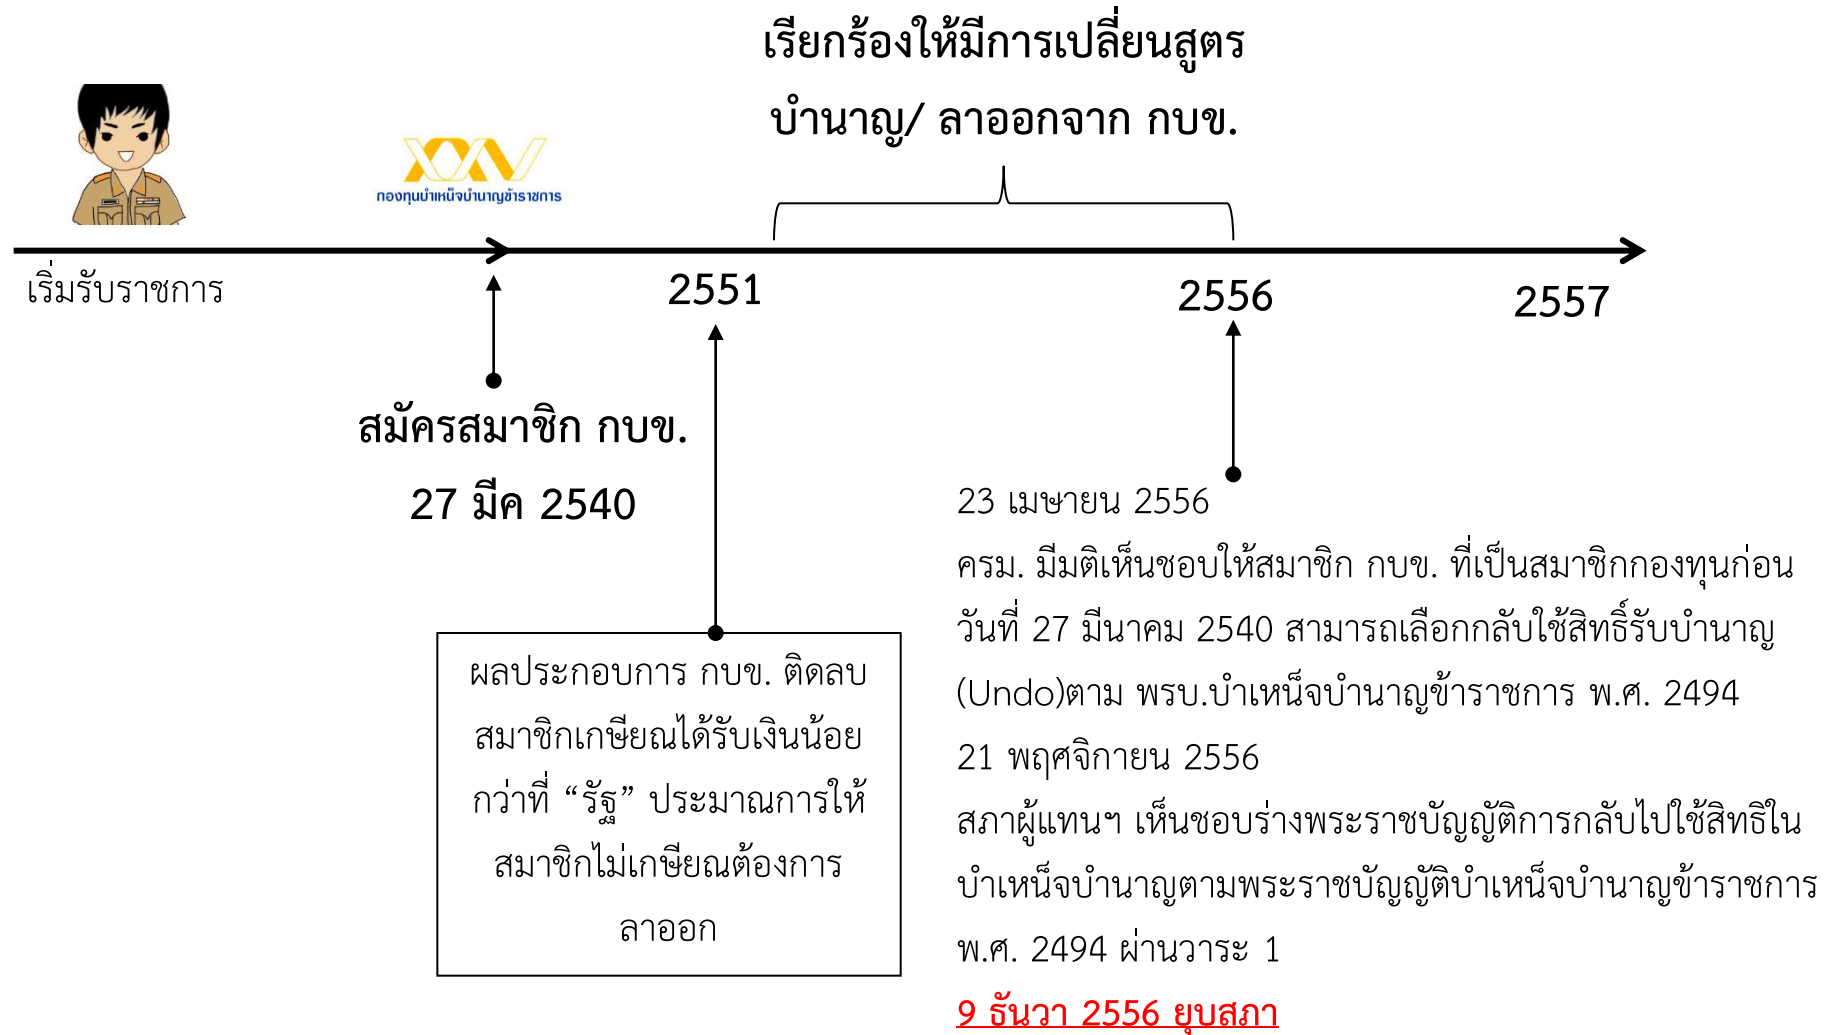 เรียกร้องให้มีการเปลี่ยนสูตร
บำนาญ/ ลาออกจาก กบข.
กองทุนบำเหน็จบำนาญข้าราชการ
เริ่มรับราชการ
2551
2556
2557
สมัครสมาชิก กบข.
27 มีค 2540
ผลประกอบการ กบข. ติดลบ
สมาชิกเกษียณได้รับเงินน้อย
กว่าที่ “รัฐ” ประมาณการให้
สมาชิกไม่เกษียณต้องการ
ลาออก
23 เมษายน 2556
ครม. มีมติเห็นชอบให้สมาชิก กบข. ที่เป็นสมาชิกกองทุนก่อน
วันที่ 27 มีนาคม 2540 สามารถเลือกกลับใช้สิทธิ์รับบำนาญ
(Undo)ตาม พรบ.บำเหน็จบำนาญข้าราชการ พ.ศ. 2494
21 พฤศจิกายน 2556
สภาผู้แทนฯ เห็นชอบร่างพระราชบัญญัติการกลับไปใช้สิทธิใน
บำเหน็จบำนาญตามพระราชบัญญัติบำเหน็จบำนาญข้าราชการ
พ.ศ. 2494 ผ่านวาระ 1
9 ธันวา 2556 ยุบสภา